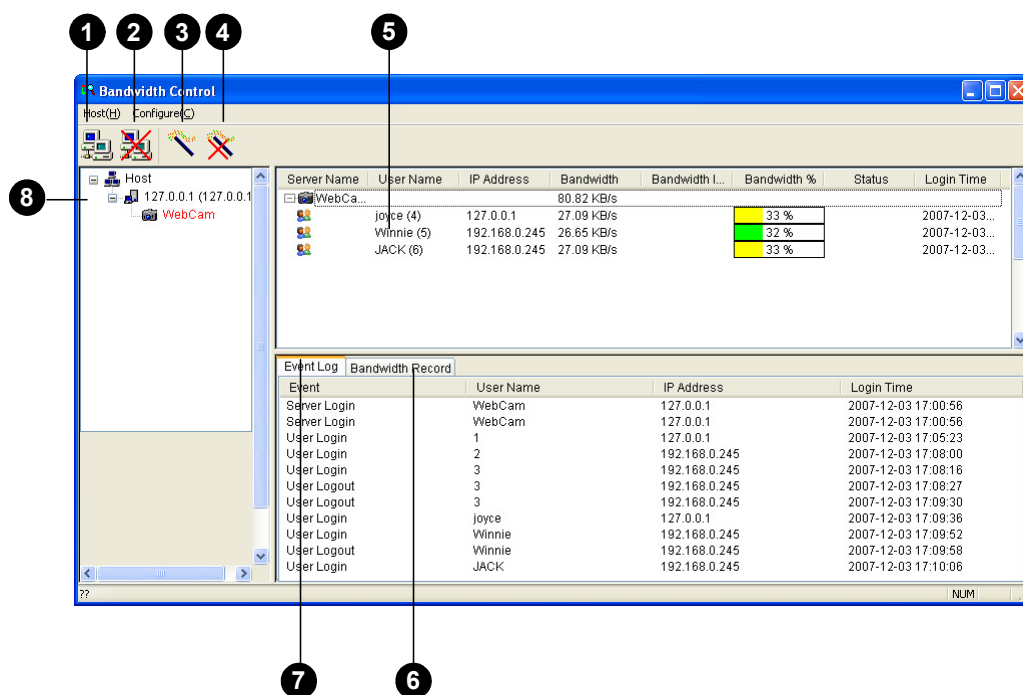 1 2 3 4 5
Bandwidth Control
Host(H) Configure(C)
8
Host
127.0.0.1 (127.0.0.1
WebCam
Server Name User Name IP Address Bandwidth Bandwidth l... Bandwidth % Status Login Time
WebCa... 80.82 KB/s
joyce (4) 127.0.0.1 27.09 KB/s 33 % 2007-12-03...
Winnie (5) 192.168.0.245 26.65 KB/s 32 % 2007-12-03...
JACK (6) 192.168.0.245 27.09 KB/s 33 % 2007-12-03...
Event Log Bandwidth Record
Event User Name IP Address Login Time
Server Login WebCam 127.0.0.1 2007-12-03 17:00:56
Server Login WebCam 127.0.0.1 2007-12-03 17:00:56
User Login 1 127.0.0.1 2007-12-03 17:05:23
User Login 2 192.168.0.245 2007-12-03 17:08:00
User Login 3 192.168.0.245 2007-12-03 17:08:16
User Logout 3 192.168.0.245 2007-12-03 17:08:27
User Logout 3 192.168.0.245 2007-12-03 17:09:30
User Login joyce 127.0.0.1 2007-12-03 17:09:36
User Login Winnie 192.168.0.245 2007-12-03 17:09:52
User Logout Winnie 192.168.0.245 2007-12-03 17:09:58
User Login JACK 192.168.0.245 2007-12-03 17:10:06
?? NUM
7 6